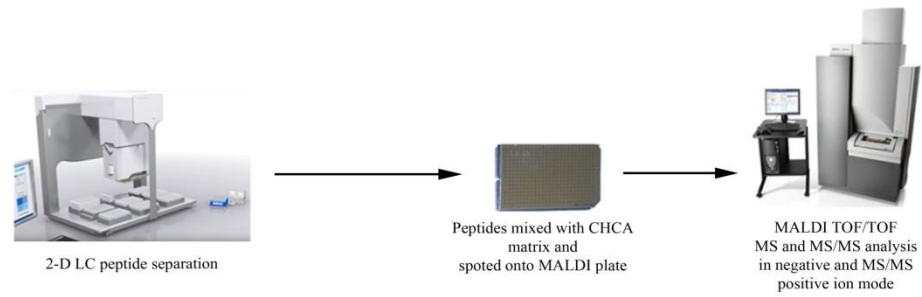 2-D LC peptide separation
Peptides mixed with CHCA
matrix and
spoted onto MALDI plate
MALDI TOF/TOF
MS and MS/MS analysis
in negative and MS/MS
positive ion mode